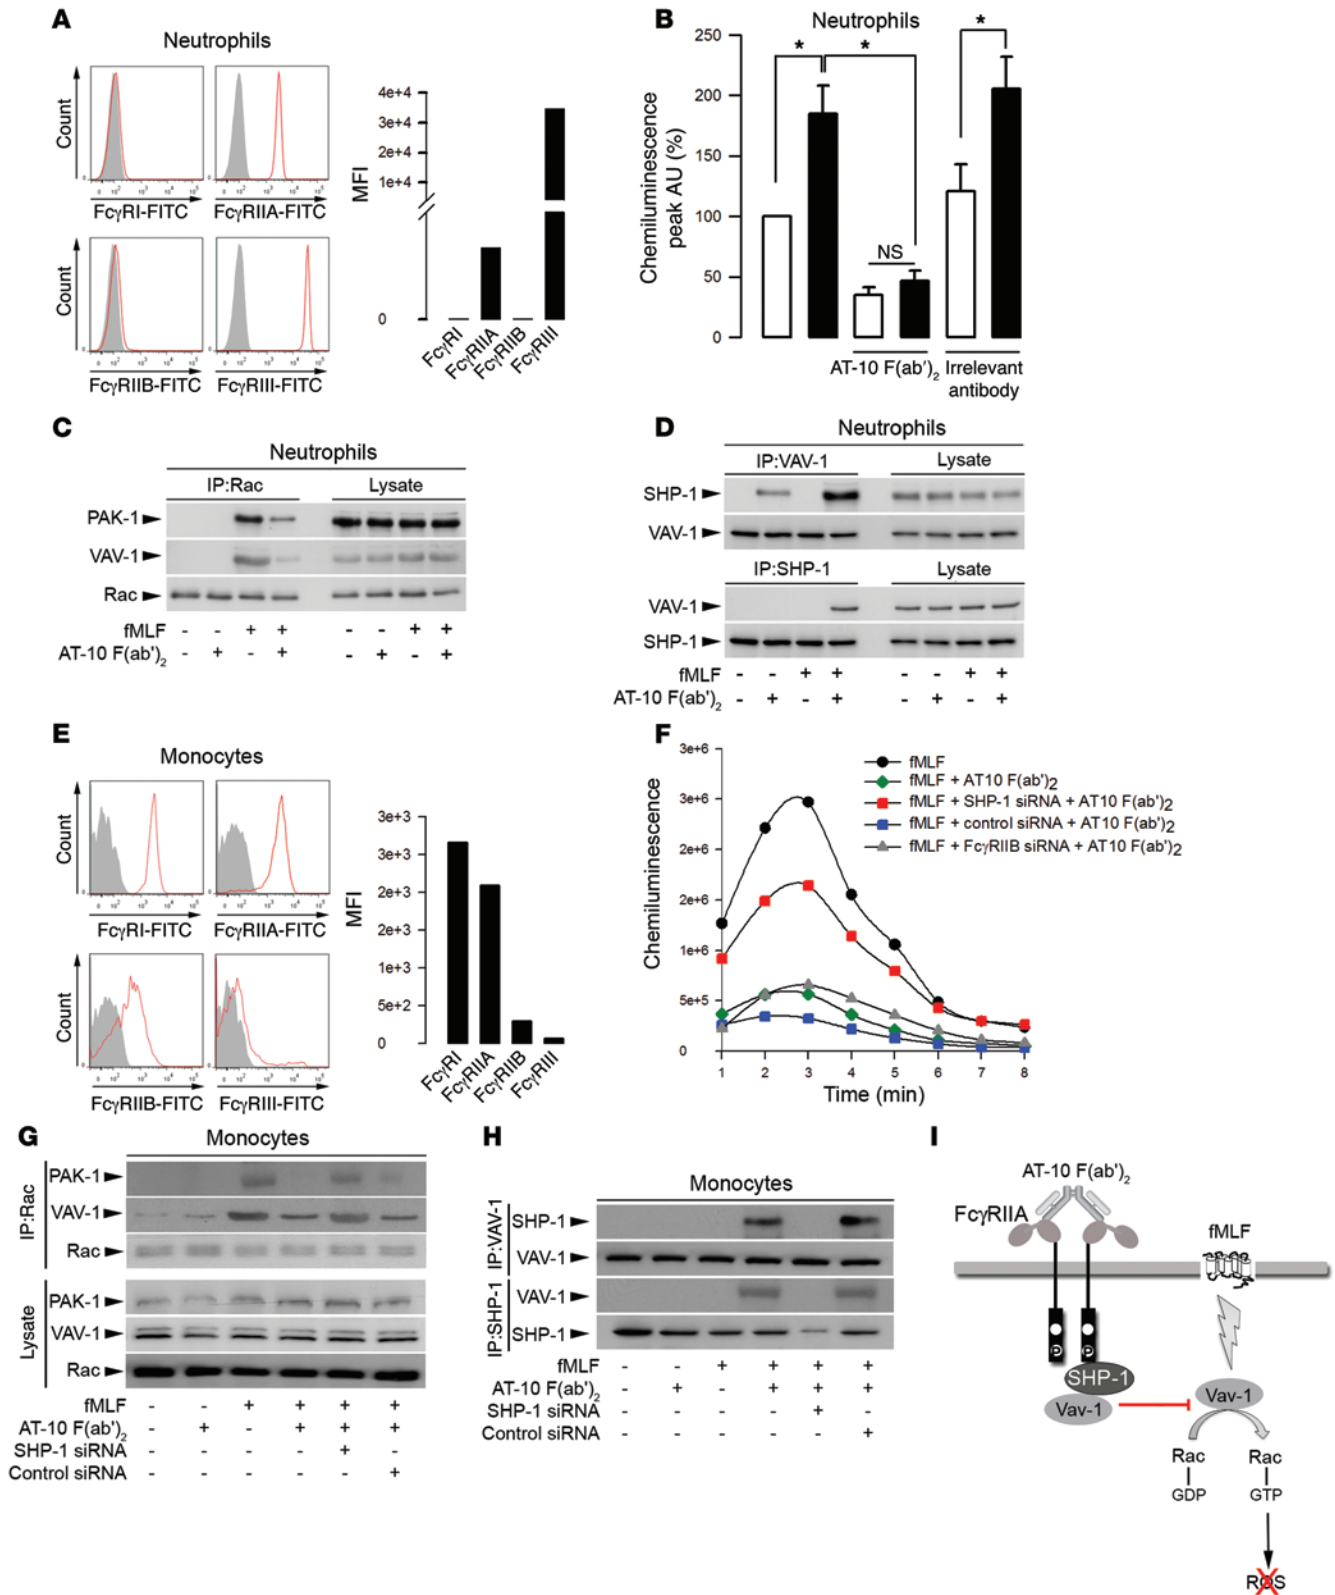 A
Neutrophils
Count
FcγRI-FITC
FcγRIIA-FITC
Count
FcγRIIB-FITC
FcγRIII-FITC
MFI
4e+4
3e+4
2e+4
1e+4
0
FcγRI
FcγRIIA
FcγRIIB
FcγRIII
B
Neutrophils
Chemiluminescence
peak AU (%)
250
200
150
100
50
0
*
*
*
NS
AT-10 F(ab')2
Irrelevant
antibody
C
Neutrophils
IP:Rac Lysate
PAK-1
VAV-1
Rac
fMLF - - + + - - + +
AT-10 F(ab')2 - + - + - + - +
D
Neutrophils
IP:VAV-1 Lysate
SHP-1
VAV-1
IP:SHP-1 Lysate
VAV-1
SHP-1
fMLF - - + + - - + +
AT-10 F(ab')2 - + - + - + - +
E
Monocytes
Count
FcγRI-FITC
FcγRIIA-FITC
Count
FcγRIIB-FITC
FcγRIII-FITC
MFI
3e+3
3e+3
2e+3
2e+3
1e+3
5e+2
0
FcγRI
FcγRIIA
FcγRIIB
FcγRIII
F
Chemiluminescence
3e+6
3e+6
2e+6
2e+6
1e+6
5e+5
0
fMLF
fMLF + AT10 F(ab')2
fMLF + SHP-1 siRNA + AT10 F(ab')2
fMLF + control siRNA + AT10 F(ab')2
fMLF + FcγRIIB siRNA + AT10 F(ab')2
1 2 3 4 5 6 7 8
Time (min)
G
Monocytes
IP:Rac
PAK-1
VAV-1
Rac
Lysate
PAK-1
VAV-1
Rac
fMLF - - + + + +
AT-10 F(ab')2 - + - + + +
SHP-1 siRNA - - - - + -
Control siRNA - - - - - +
H
Monocytes
IP:VAV-1
SHP-1
VAV-1
IP:SHP-1
VAV-1
SHP-1
fMLF - - + + + +
AT-10 F(ab')2 - + - + + +
SHP-1 siRNA - - - - + -
Control siRNA - - - - - +
I
AT-10 F(ab')2
FcγRIIA
fMLF
P P
SHP-1
Vav-1
Vav-1
Rac Rac
GDP GTP
ROS